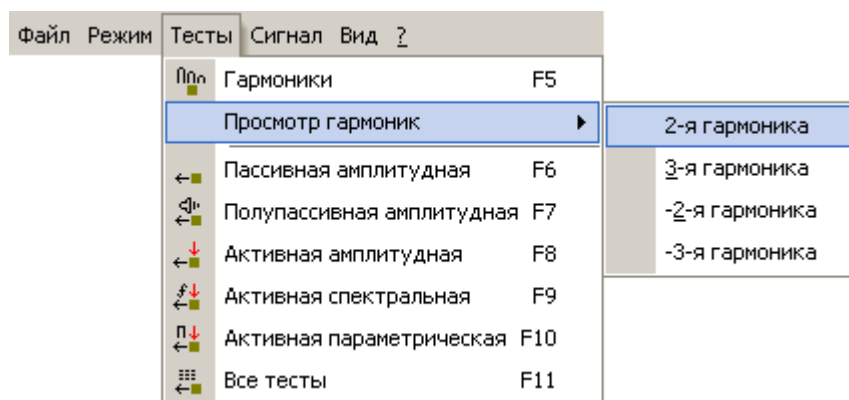 Файл Режим Тесты Сигнал Вид ?
Гармоники F5
Просмотр гармоник 2-я гармоника
Пассивная амплитудная F6 3-я гармоника
Полупассивная амплитудная F7 -2-я гармоника
Активная амплитудная F8 -3-я гармоника
Активная спектральная F9
Активная параметрическая F10
Все тесты F11